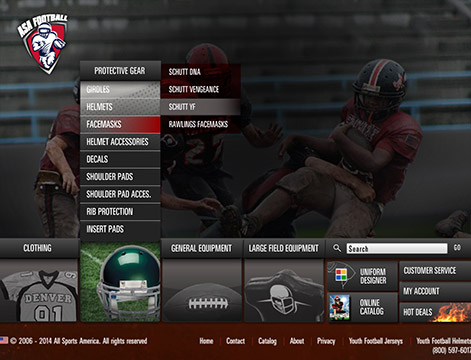 ASA FOOTBALL
PROTECTIVE GEAR
GIRDLES
HELMETS
FACEMASKS
HELMET ACCESSORIES
DECALS
SHOULDER PADS
SHOULDER PAD ACCES.
RIB PROTECTION
INSERT PADS
SCHUTT DNA
SCHUTT VENGEANCE
SCHUTT YF
RAWLINGS FACEMASKS
CLOTHING
GENERAL EQUIPMENT
LARGE FIELD EQUIPMENT
Search GO
DENVER
91
UNIFORM
DESIGNER
ONLINE
CATALOG
CUSTOMER SERVICE
MY ACCOUNT
HOT DEALS
© 2006 - 2014 All Sports America. All rights reserved
Home Contact Catalog About Privacy Youth Football Jerseys Youth Football Helmets
(800) 597-607